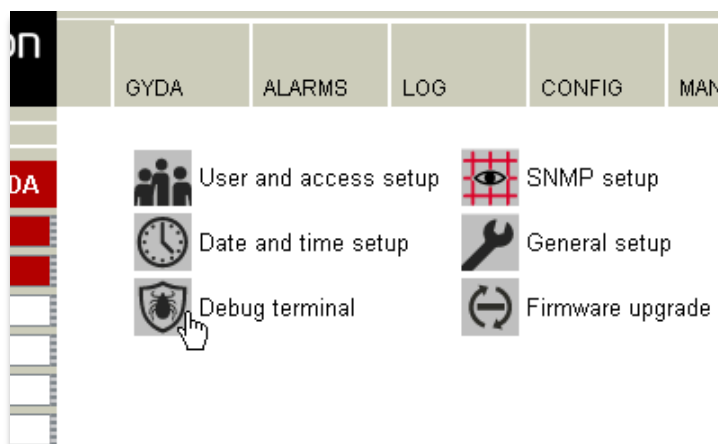 on
GYDA ALARMS LOG CONFIG MAN
DA
User and access setup SNMP setup
Date and time setup General setup
Debug terminal Firmware upgrade